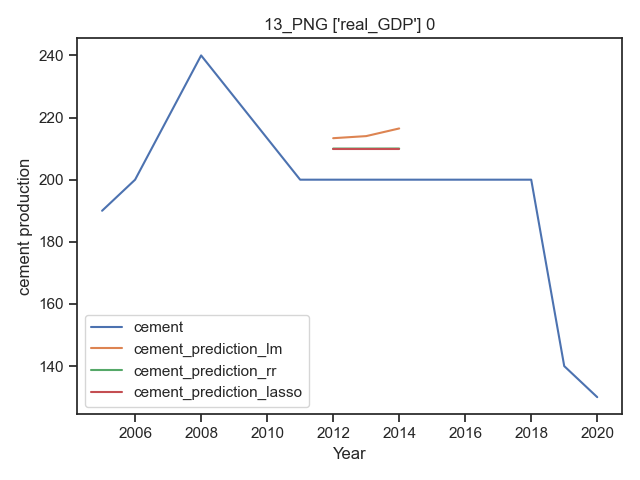 13_PNG ['real_GDP'] 0
240
220
200
180
160
140
cement production
cement
cement_prediction_lm
cement_prediction_rr
cement_prediction_lasso
2006 2008 2010 2012 2014 2016 2018 2020
Year